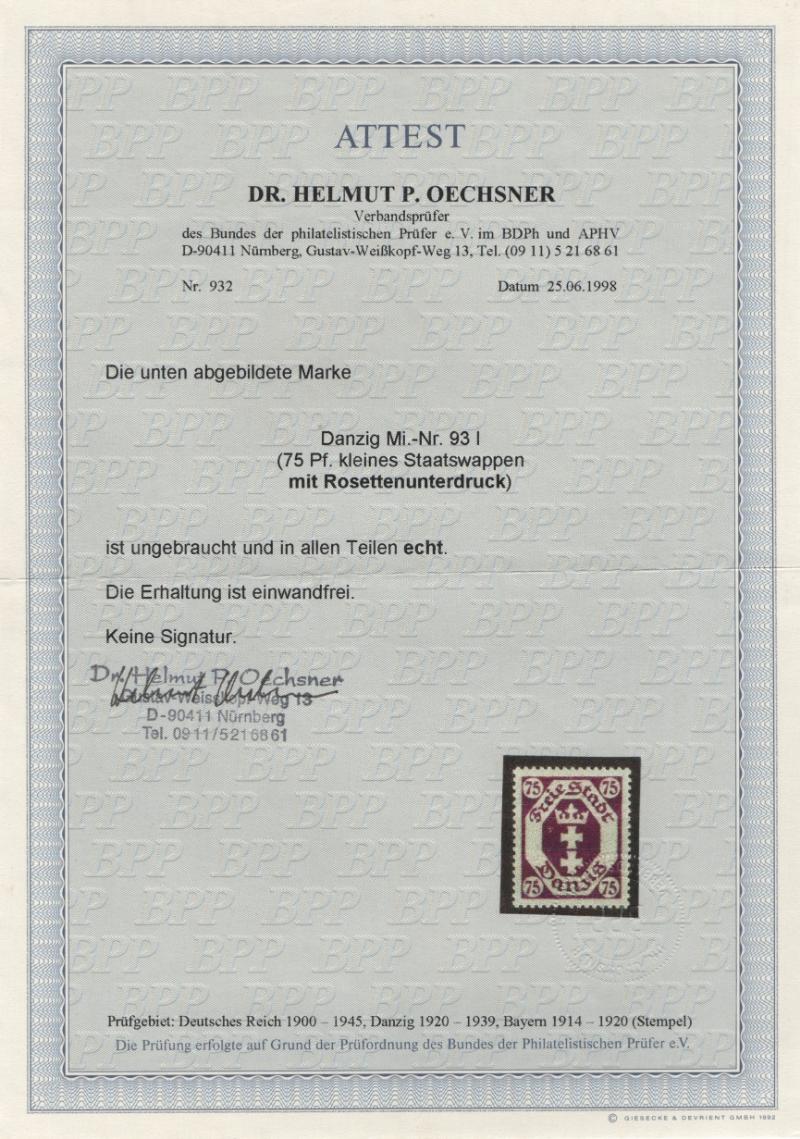 ATTEST
DR. HELMUT P. OECHSNER
Verbandsprüfer
des Bundes der philatelistischen Prüfer e. V. im BDPh und APHV
D-90411 Nürnberg, Gustav-Weißkopf-Weg 13, Tel. (09 11) 5 21 68 61
Nr. 932 Datum 25.06.1998
Die unten abgebildete Marke
Danzig Mi.-Nr. 93 I
(75 Pf. kleines Staatswappen
mit Rosettenunterdruck)
ist ungebraucht und in allen Teilen echt.
Die Erhaltung ist einwandfrei.
Keine Signatur.
Dr. Helmut P. Oechsner
Gustav-Weisskopf-Weg 13
D-90411 Nürnberg
Tel. 0911/5216861
75 75
Freie Stadt
Danzig
75 75
Prüfgebiet: Deutsches Reich 1900 – 1945, Danzig 1920 – 1939, Bayern 1914 – 1920 (Stempel)
Die Prüfung erfolgte auf Grund der Prüfordnung des Bundes der Philatelistischen Prüfer e.V.
© GIESECKE & DEVRIENT GMBH 1992